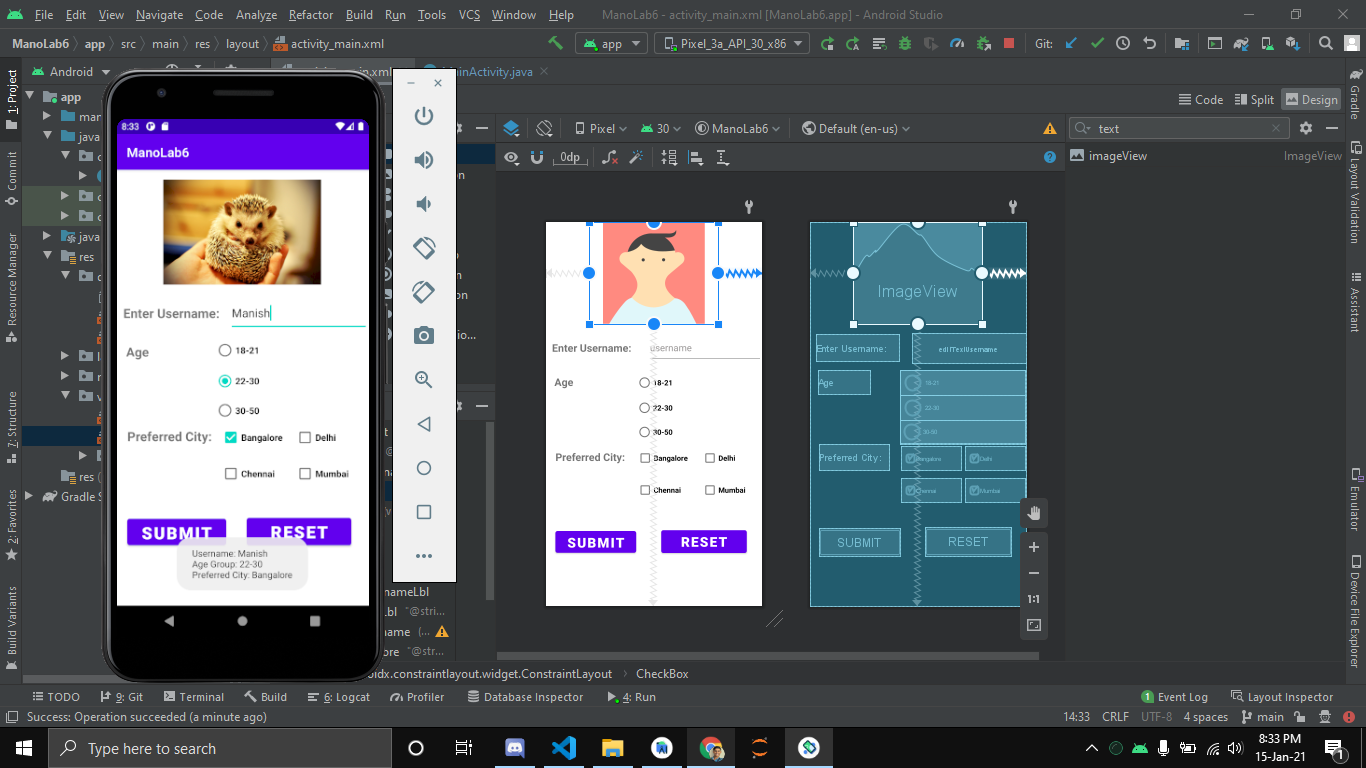 File Edit View Navigate Code Analyze Refactor Build Run Tools VCS Window Help ManoLab6 - activity_main.xml [ManoLab6.app] - Android Studio
ManoLab6 app src main res layout activity_main.xml app Pixel_3a_API_30_x86 Git:
Android MainActivity.java
Code Split Design
Pixel 30 ManoLab6 Default (en-us) text
0dp imageView ImageView
1: Project
Commit
Resource Manager
7: Structure
2: Favorites
Build Variants
app
java
java
res
res
Gradle
8:33
ManoLab6
Enter Username: Manish
Age 18-21
22-30
30-50
Preferred City: Bangalore Delhi
Chennai Mumbai
SUBMIT RESET
Username: Manish
Age Group: 22-30
Preferred City: Bangalore
Enter Username: username
Age 18-21
22-30
30-50
Preferred City: Bangalore Delhi
Chennai Mumbai
SUBMIT RESET
ImageView
Enter Username: editTextUsername
Age 18-21
22-30
30-50
Preferred City: Bangalore Delhi
Chennai Mumbai
SUBMIT RESET
1:1
nameLbl
"@stri...
"@str...
Gradle
Layout Validation
Assistant
Emulator
Device File Explorer
oidx.constraintlayout.widget.ConstraintLayout CheckBox
TODO 9: Git Terminal Build 6: Logcat Profiler Database Inspector 4: Run 1 Event Log Layout Inspector
Success: Operation succeeded (a minute ago) 14:33 CRLF UTF-8 4 spaces main
Type here to search 8:33 PM
15-Jan-21 1